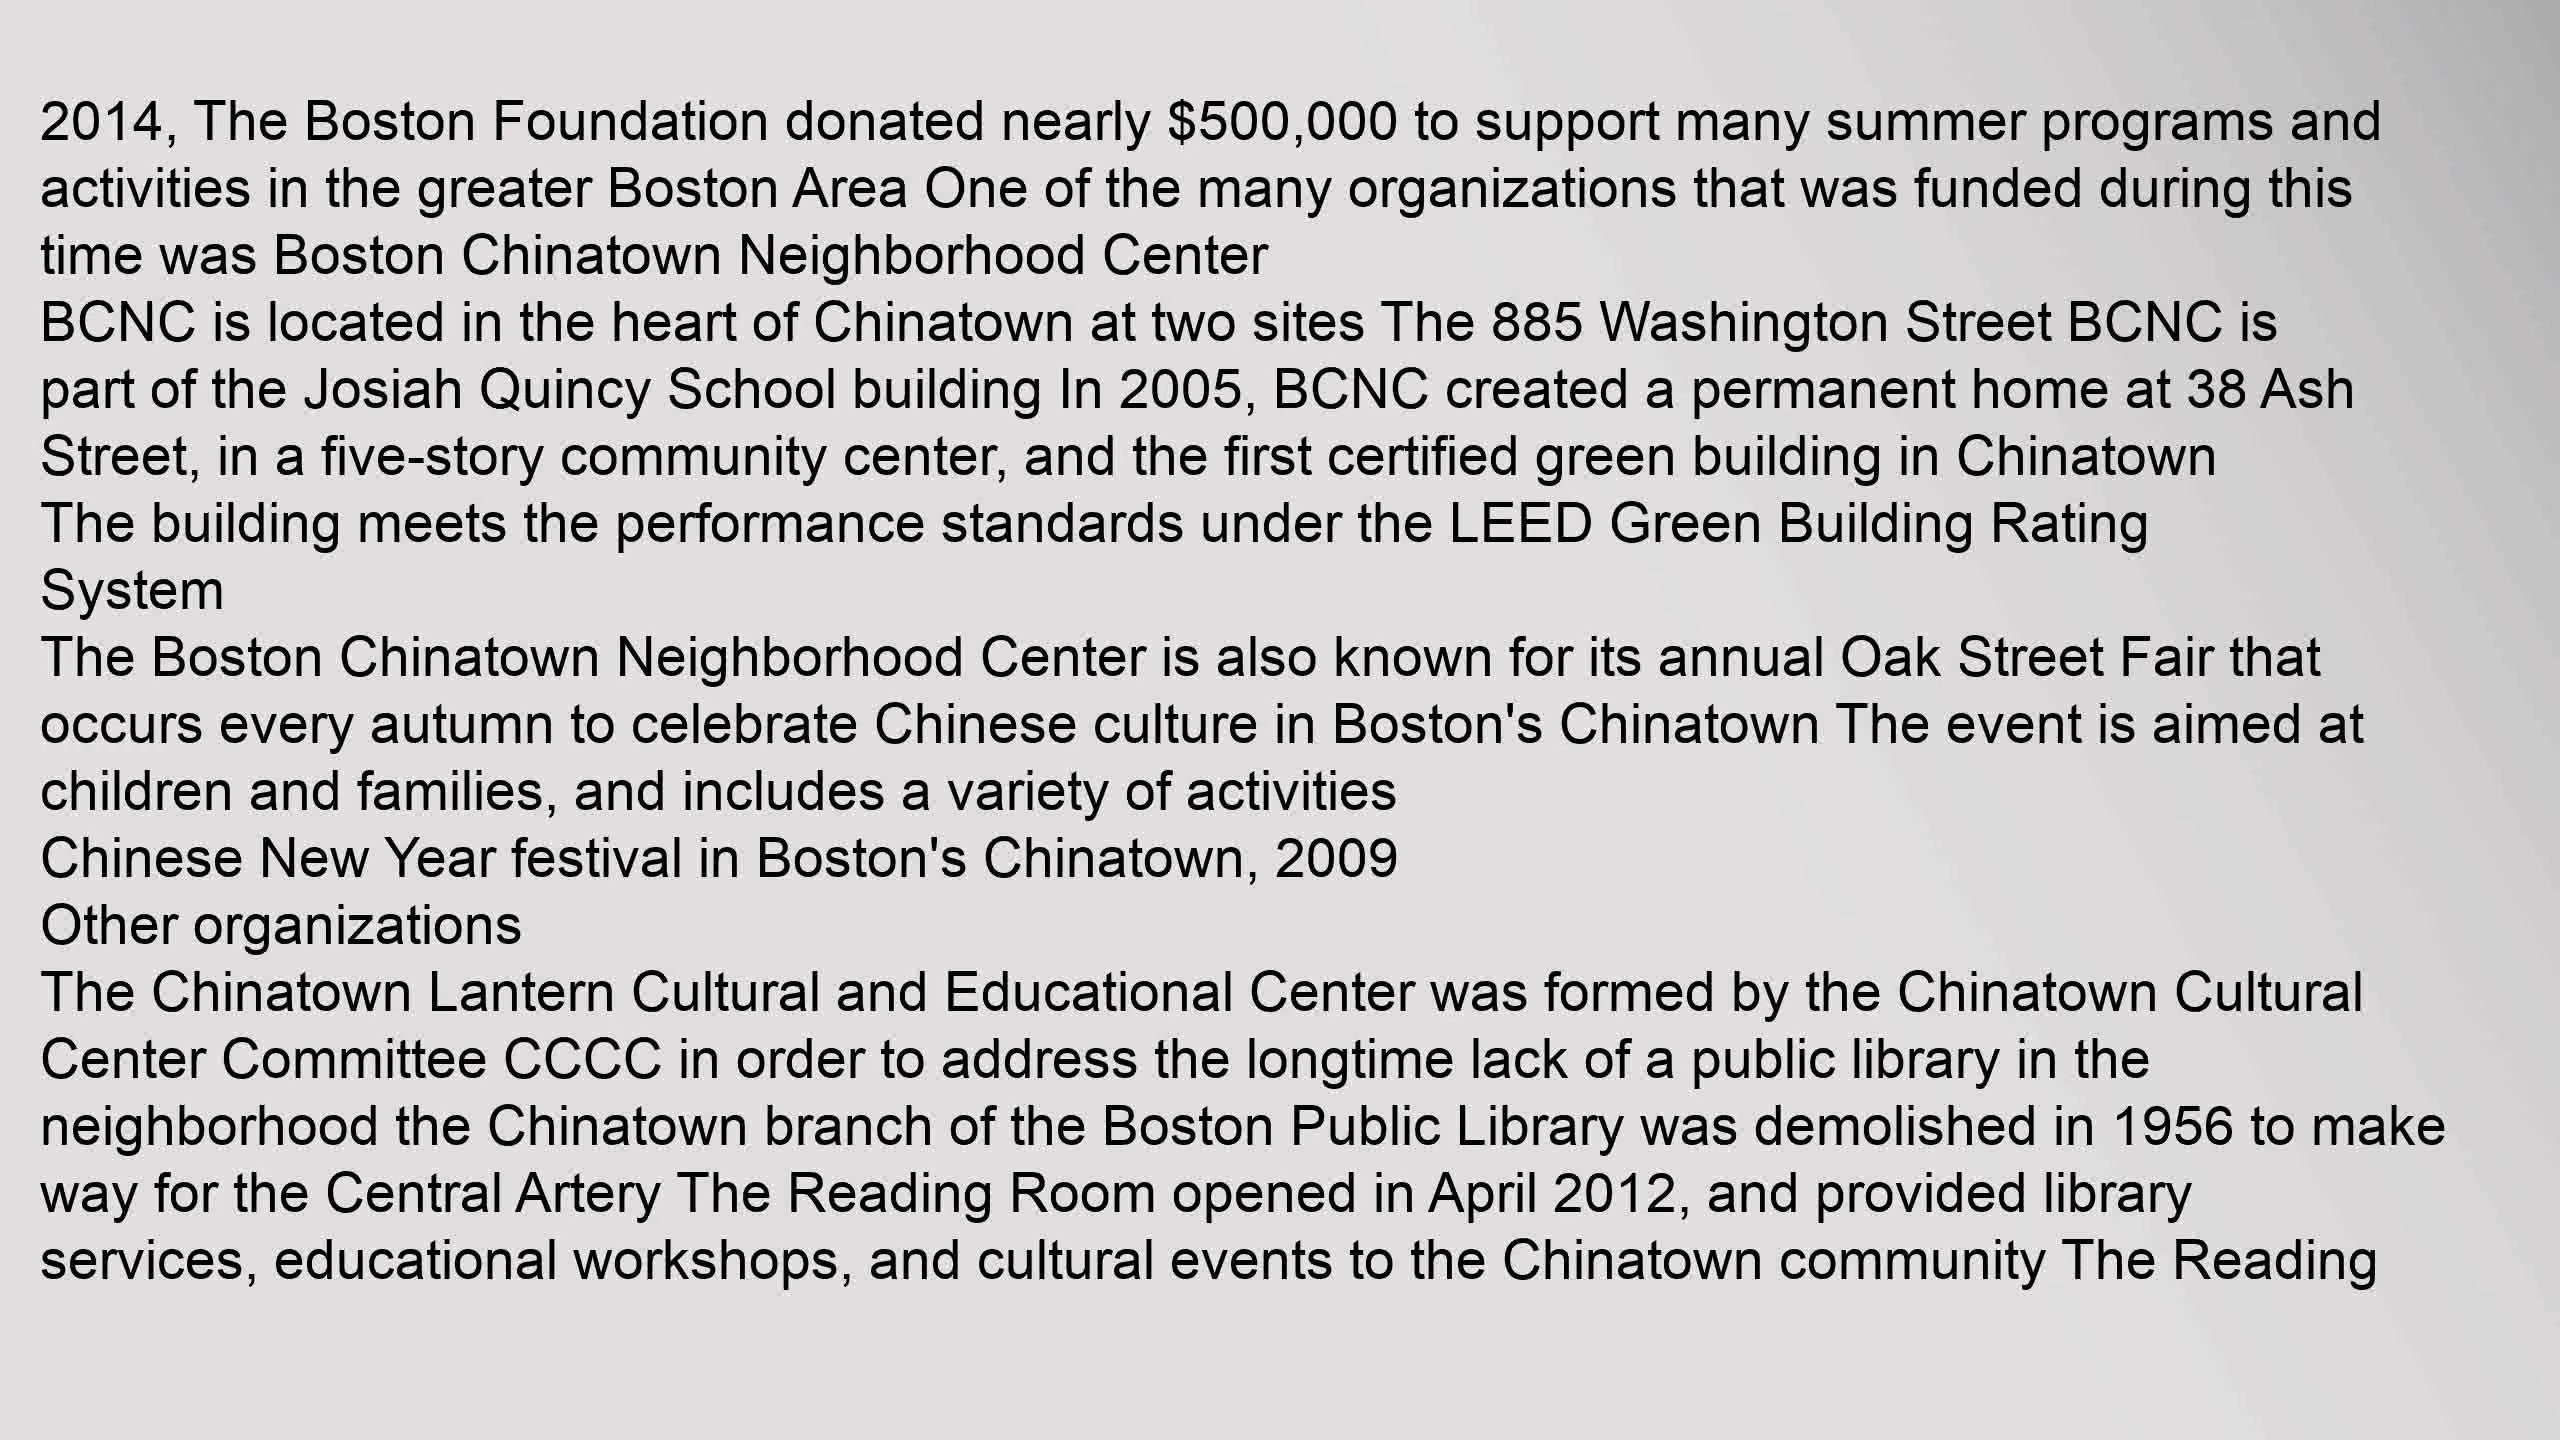 2014, The Boston Foundation donated nearly $500,000 to support many summer programs and
activities in the greater Boston Area One of the many organizations that was funded during this
time was Boston Chinatown Neighborhood Center
BCNC is located in the heart of Chinatown at two sites The 885 Washington Street BCNC is
part of the Josiah Quincy School building In 2005, BCNC created a permanent home at 38 Ash
Street, in a five-story community center, and the first certified green building in Chinatown
The building meets the performance standards under the LEED Green Building Rating
System
The Boston Chinatown Neighborhood Center is also known for its annual Oak Street Fair that
occurs every autumn to celebrate Chinese culture in Boston's Chinatown The event is aimed at
children and families, and includes a variety of activities
Chinese New Year festival in Boston's Chinatown, 2009
Other organizations
The Chinatown Lantern Cultural and Educational Center was formed by the Chinatown Cultural
Center Committee CCCC in order to address the longtime lack of a public library in the
neighborhood the Chinatown branch of the Boston Public Library was demolished in 1956 to make
way for the Central Artery The Reading Room opened in April 2012, and provided library
services, educational workshops, and cultural events to the Chinatown community The Reading